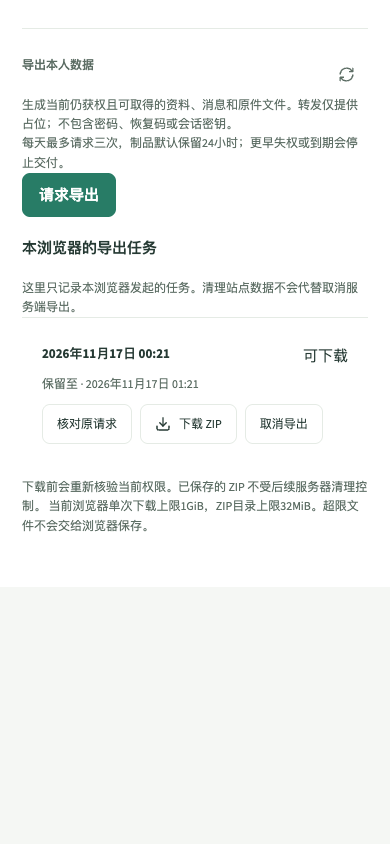 导出本人数据
生成当前仍获权且可取得的资料、消息和原件文件。转发仅提供
占位；不包含密码、恢复码或会话密钥。
每天最多请求三次，制品默认保留24小时；更早失权或到期会停
止交付。
请求导出
本浏览器的导出任务
这里只记录本浏览器发起的任务。清理站点数据不会代替取消服
务端导出。
2026年11月17日 00:21
可下载
保留至 · 2026年11月17日 01:21
核对原请求
下载 ZIP
取消导出
下载前会重新核验当前权限。已保存的 ZIP 不受后续服务器清理控
制。 当前浏览器单次下载上限1GiB，ZIP目录上限32MiB。超限文
件不会交给浏览器保存。